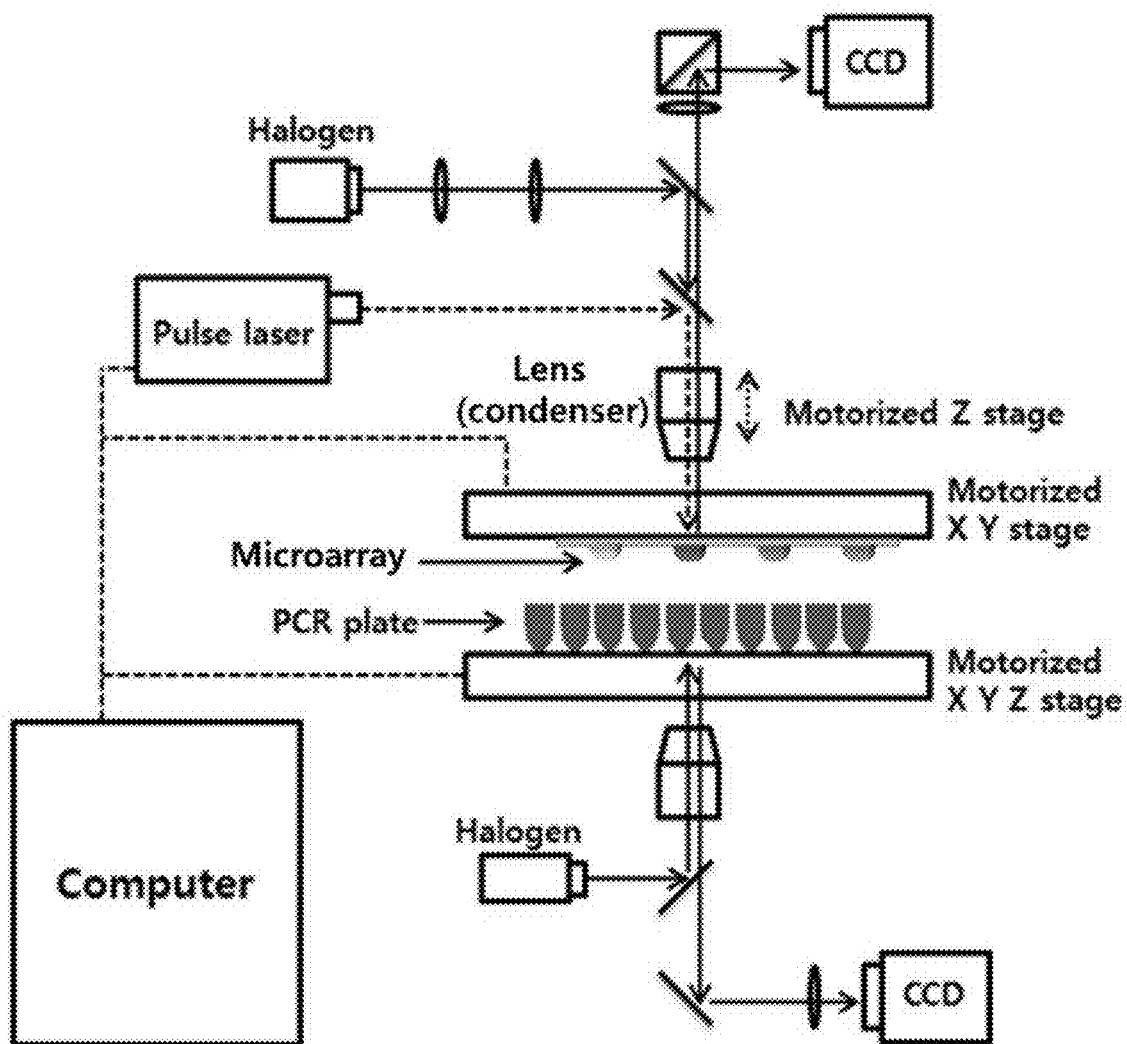 CCD
Halogen
Pulse laser
Lens
(condenser)
Motorized Z stage
Motorized
X Y stage
Microarray
PCR plate
Motorized
X Y Z stage
Halogen
Computer
CCD